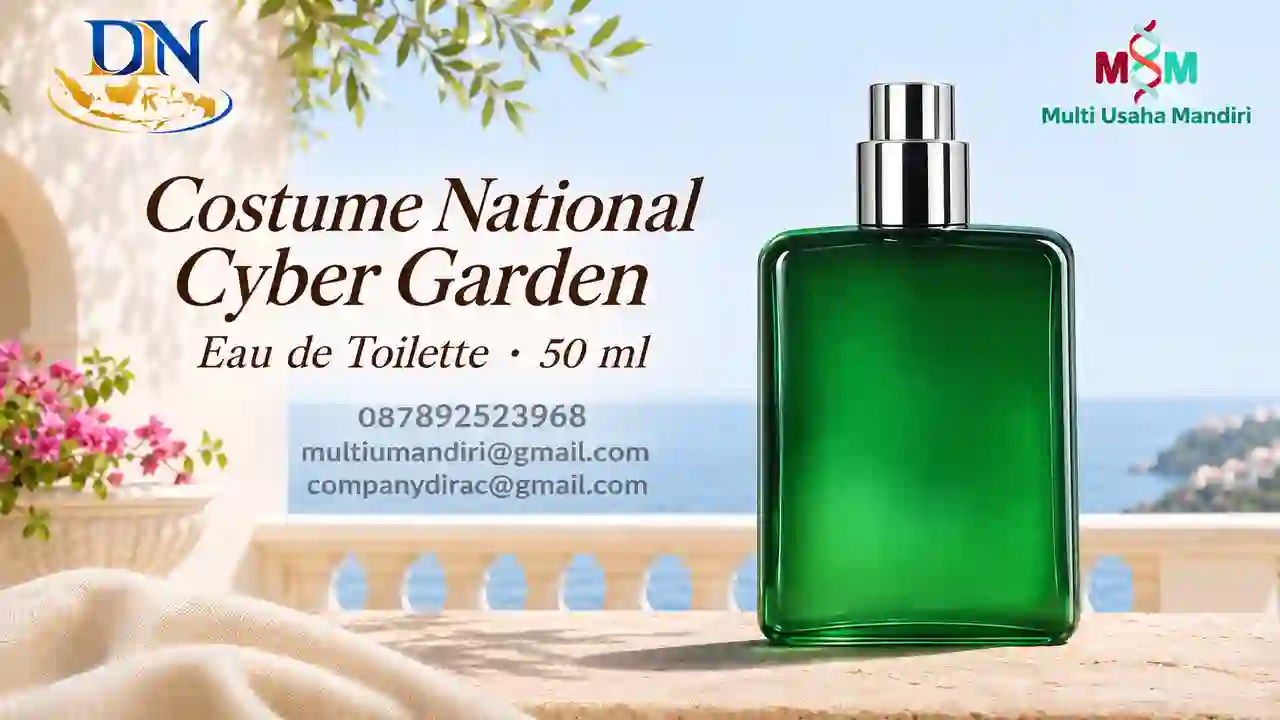 DN
MSM
Multi Usaha Mandiri
Costume National
Cyber Garden
Eau de Toilette • 50 ml
087892523968
multiumandiri@gmail.com
companydirac@gmail.com